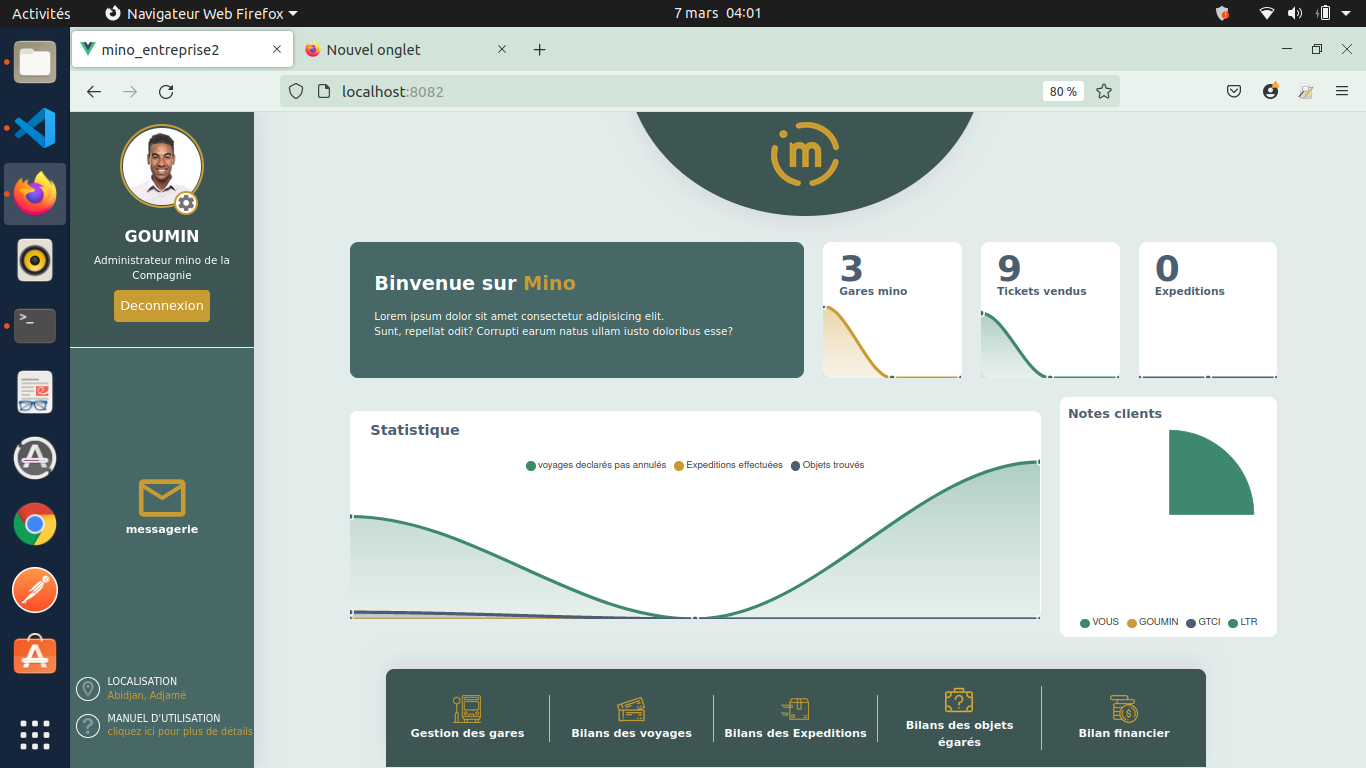 Activités
Navigateur Web Firefox
7 mars 04:01
mino_entreprise2
Nouvel onglet
localhost:8082
80 %
GOUMIN
Administrateur mino de la
Compagnie
Deconnexion
messagerie
LOCALISATION
Abidjan, Adjamé
MANUEL D'UTILISATION
cliquez ici pour plus de détails
im
Binvenue sur Mino
Lorem ipsum dolor sit amet consectetur adipisicing elit.
Sunt, repellat odit? Corrupti earum natus ullam iusto doloribus esse?
3
Gares mino
9
Tickets vendus
0
Expeditions
Statistique
voyages declarés pas annulés
Expeditions effectuées
Objets trouvés
Notes clients
VOUS
GOUMIN
GTCI
LTR
Gestion des gares
Bilans des voyages
Bilans des Expeditions
Bilans des objets
égarés
Bilan financier